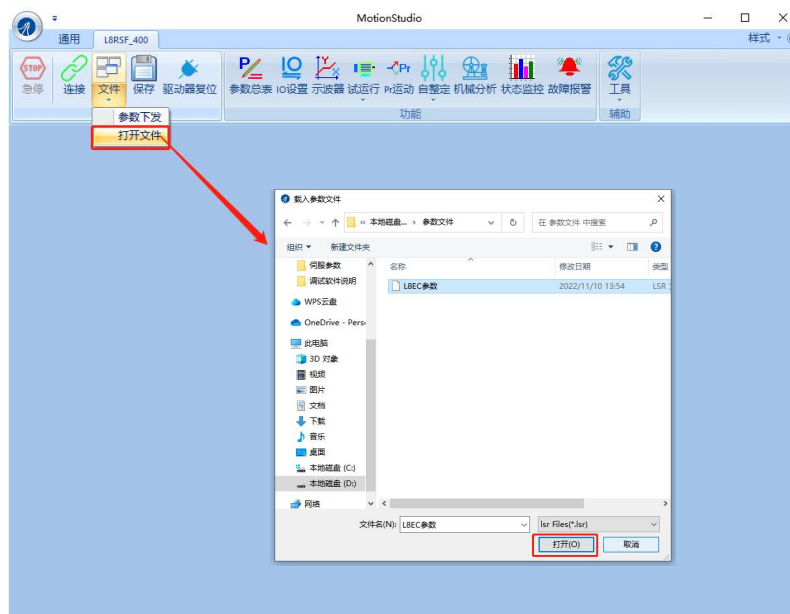 MotionStudio
通用 L8RSF_400 样式
STOP
急停 连接 文件 保存 驱动器复位 参数总表 IO设置 示波器 试运行 Pr运动 自整定 机械分析 状态监控 故障报警 工具
功能 辅助
参数下发
打开文件
载入参数文件
« 本地磁盘... › 参数文件 在 参数文件 中搜索
组织 新建文件夹
名称 修改日期 类型
伺服参数
调试软件说明
L8EC参数 2022/11/10 13:54 LSR
WPS云盘
OneDrive - Pers
此电脑
3D 对象
视频
图片
文档
下载
音乐
桌面
本地磁盘 (C:)
本地磁盘 (D:)
网络
文件名(N): L8EC参数 lsr Files(*.lsr)
打开(O) 取消